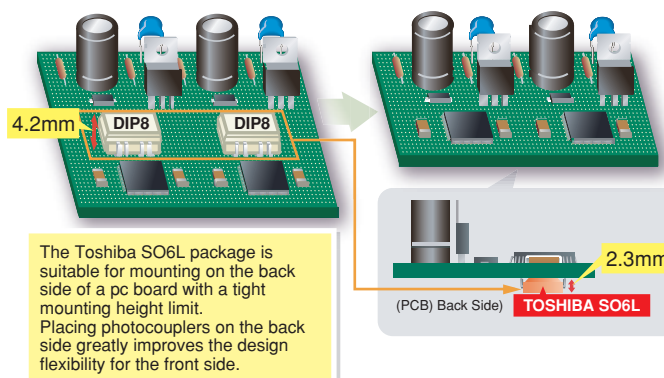 4.2mm
DIP8
DIP8
The Toshiba SO6L package is
suitable for mounting on the back
side of a pc board with a tight
mounting height limit.
Placing photocouplers on the back
side greatly improves the design
flexibility for the front side.
2.3mm
(PCB) Back Side)
TOSHIBA SO6L